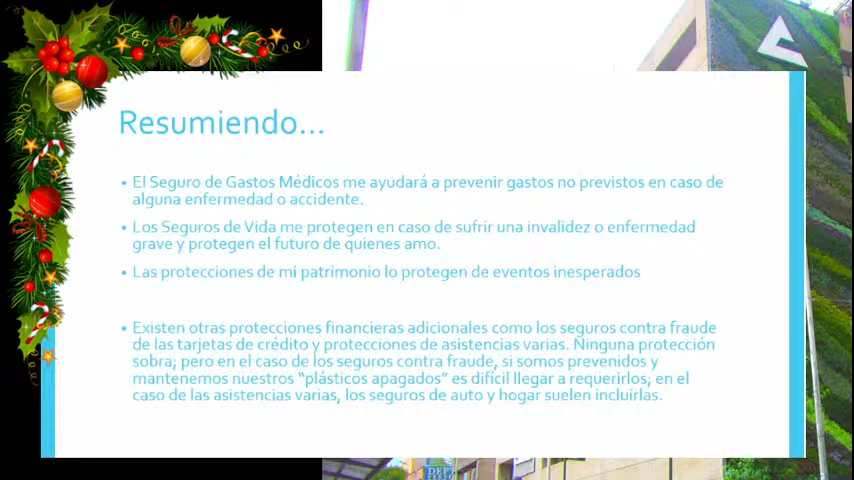 Resumiendo...
• El Seguro de Gastos Médicos me ayudará a prevenir gastos no previstos en caso de
alguna enfermedad o accidente.
• Los Seguros de Vida me protegen en caso de sufrir una invalidez o enfermedad
grave y protegen el futuro de quienes amo.
• Las protecciones de mi patrimonio lo protegen de eventos inesperados
• Existen otras protecciones financieras adicionales como los seguros contra fraude
de las tarjetas de crédito y protecciones de asistencias varias. Ninguna protección
sobra; pero en el caso de los seguros contra fraude, si somos prevenidos y
mantenemos nuestros “plásticos apagados” es difícil llegar a requerirlos; en el
caso de las asistencias varias, los seguros de auto y hogar suelen incluirlas.